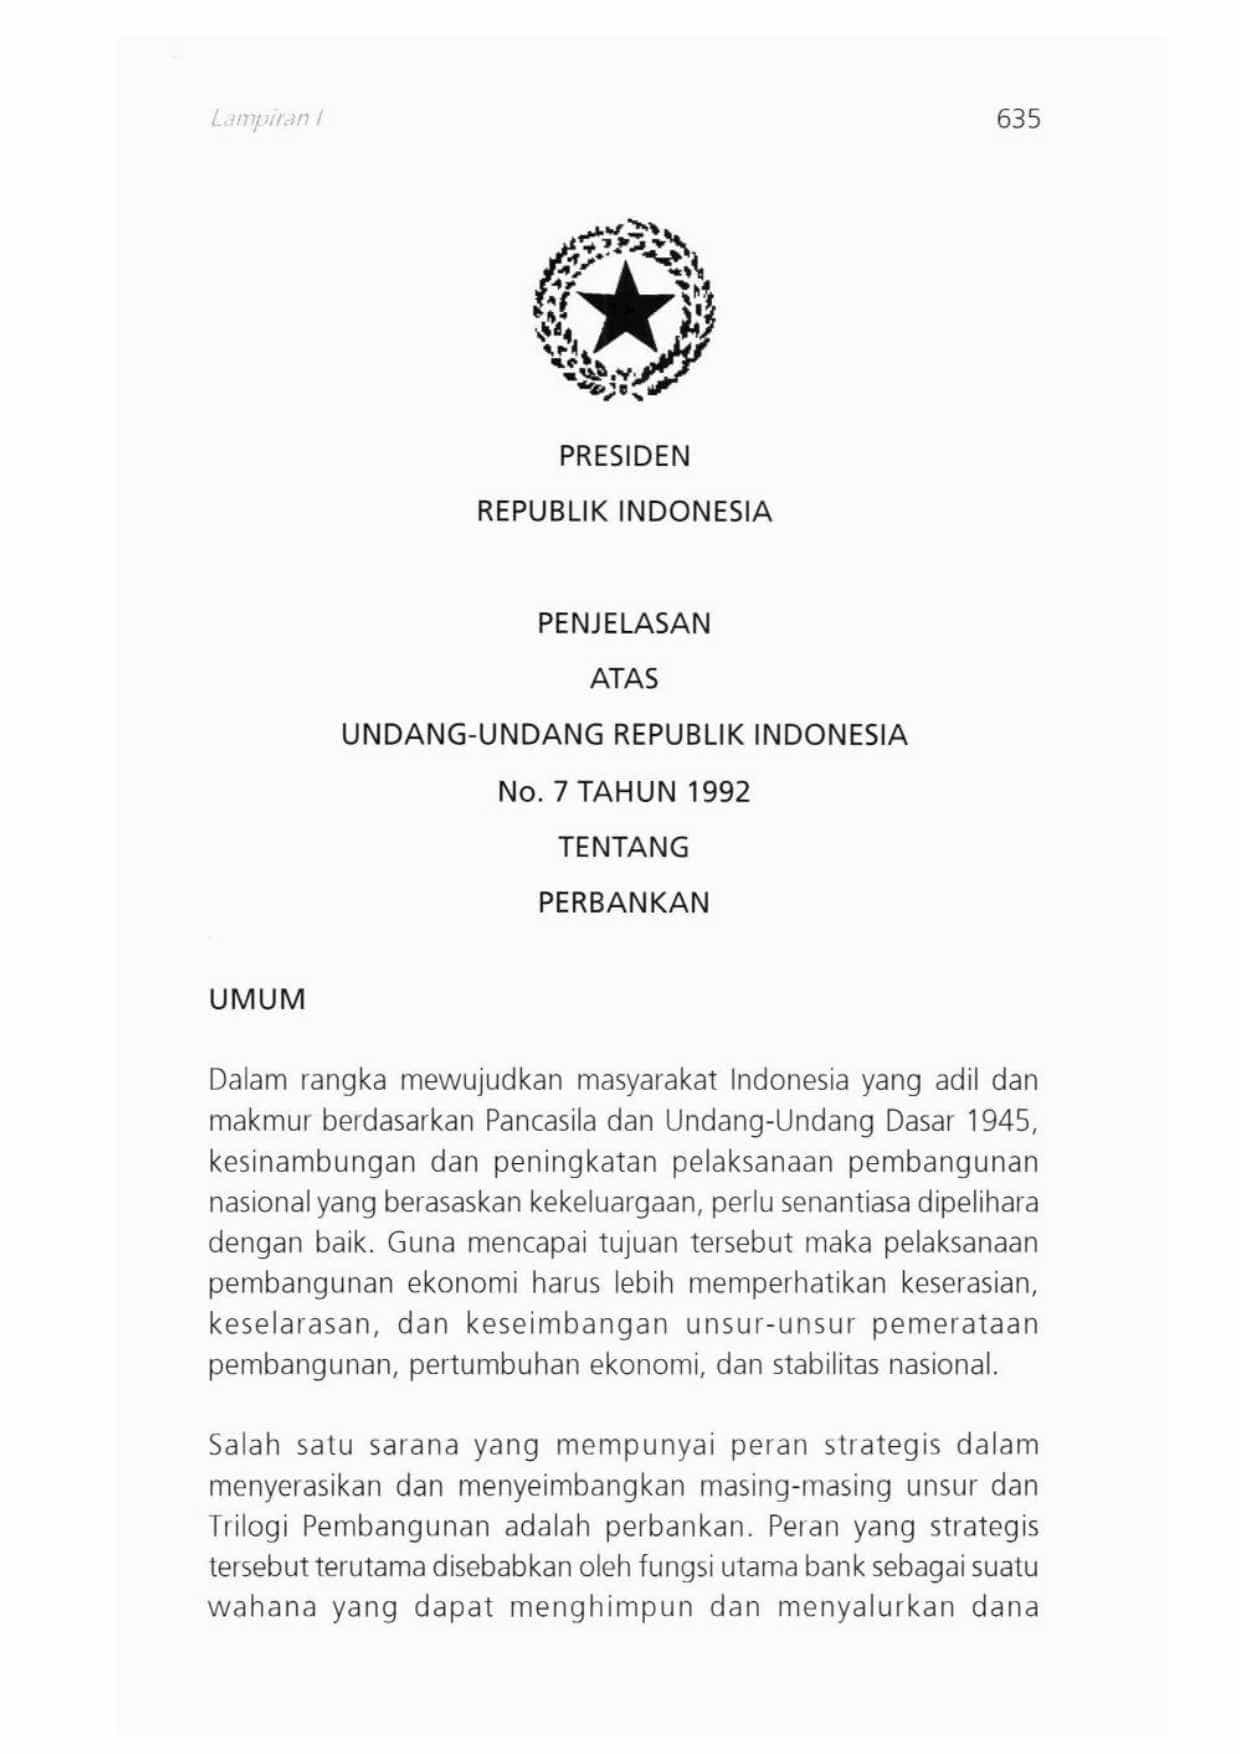 Lampiran I
635
PRESIDEN
REPUBLIK INDONESIA
PENJELASAN
ATAS
UNDANG-UNDANG REPUBLIK INDONESIA
No. 7 TAHUN 1992
TENTANG
PERBANKAN
UMUM
Dalam rangka mewujudkan masyarakat Indonesia yang adil dan
makmur berdasarkan Pancasila dan Undang-Undang Dasar 1945,
kesinambungan dan peningkatan pelaksanaan pembangunan
nasional yang berasaskan kekeluargaan, perlu senantiasa dipelihara
dengan baik. Guna mencapai tujuan tersebut maka pelaksanaan
pembangunan ekonomi harus lebih memperhatikan keserasian,
keselarasan, dan keseimbangan unsur-unsur pemerataan
pembangunan, pertumbuhan ekonomi, dan stabilitas nasional.
Salah satu sarana yang mempunyai peran strategis dalam
menyerasikan dan menyeimbangkan masing-masing unsur dan
Trilogi Pembangunan adalah perbankan. Peran yang strategis
tersebut terutama disebabkan oleh fungsi utama bank sebagai suatu
wahana yang dapat menghimpun dan menyalurkan dana